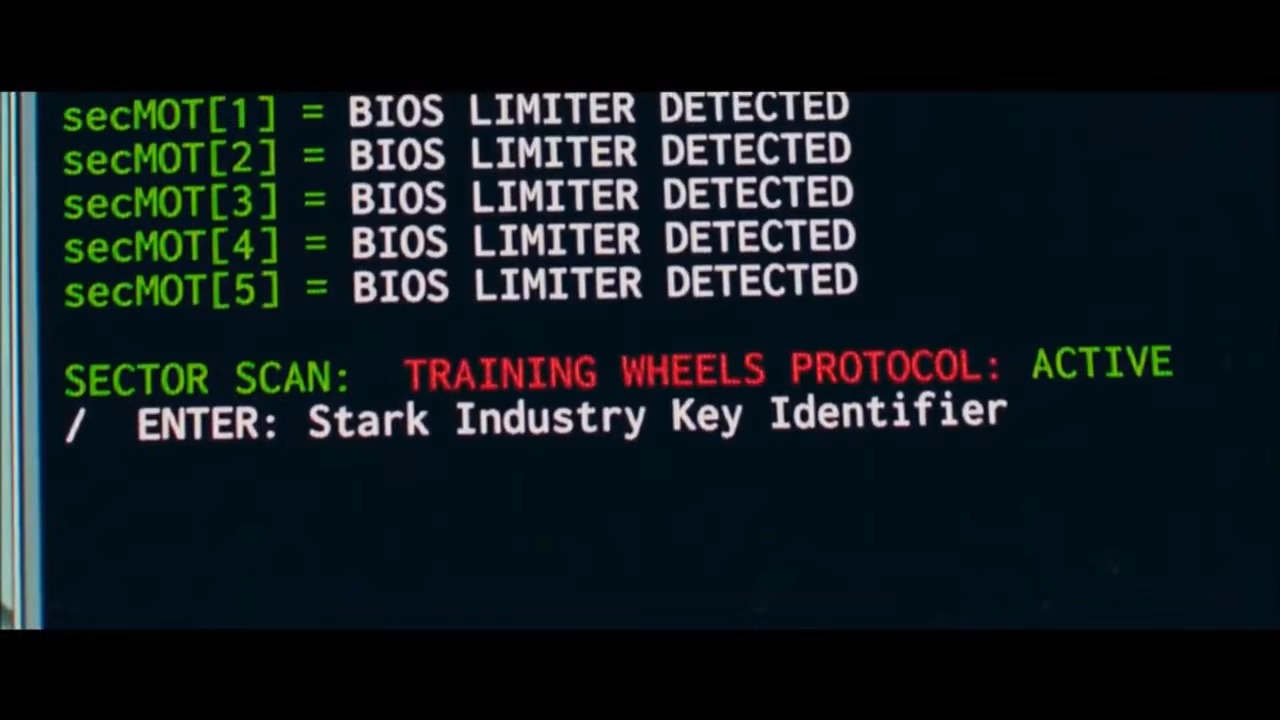 secMOT[1] = BIOS LIMITER DETECTED
secMOT[2] = BIOS LIMITER DETECTED
secMOT[3] = BIOS LIMITER DETECTED
secMOT[4] = BIOS LIMITER DETECTED
secMOT[5] = BIOS LIMITER DETECTED
SECTOR SCAN: TRAINING WHEELS PROTOCOL: ACTIVE
/ ENTER: Stark Industry Key Identifier